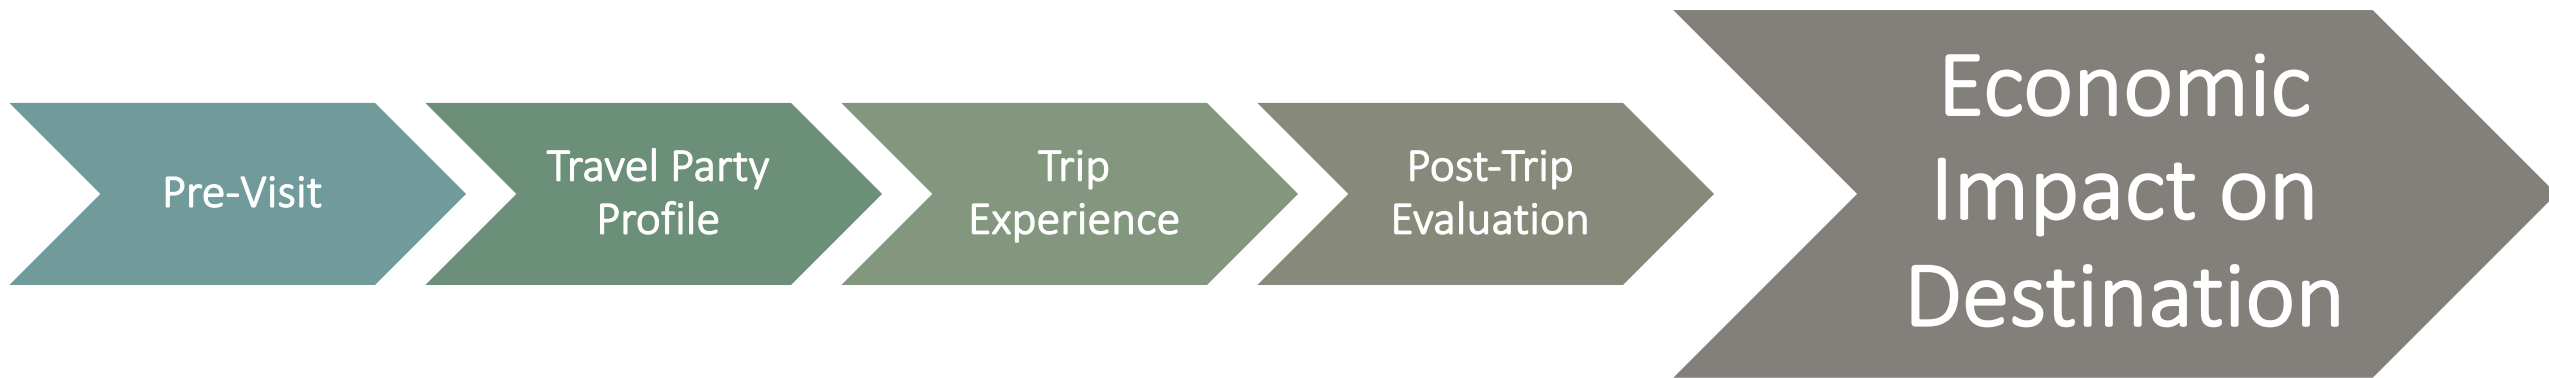 Pre-Visit
Travel Party
Profile
Trip
Experience
Post-Trip
Evaluation
Economic
Impact on
Destination